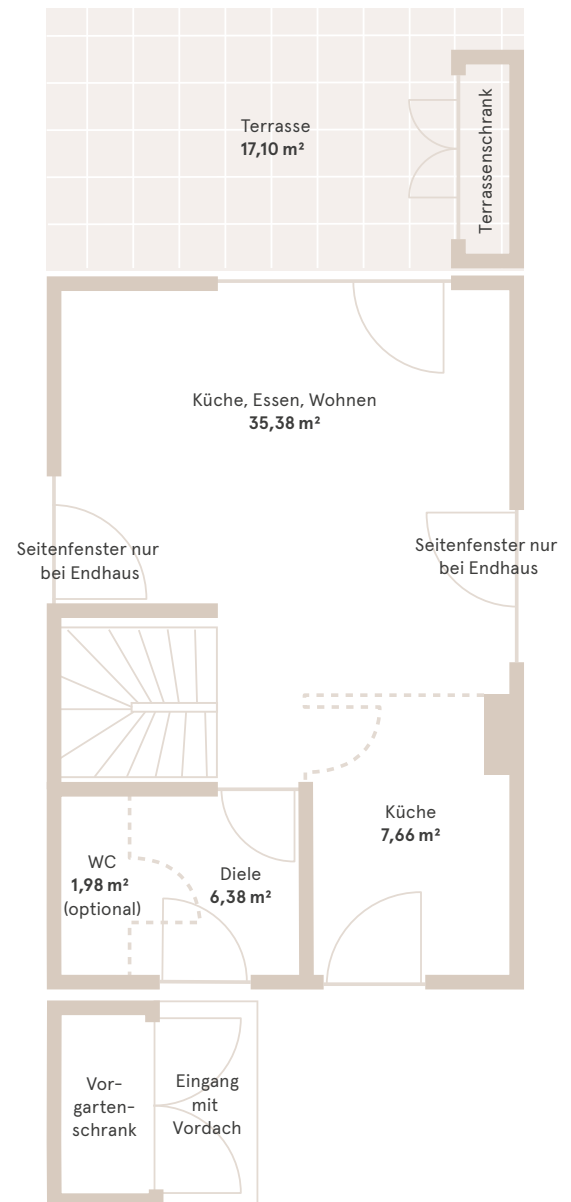 Terrasse
17,10 m²
Terrassenschrank
Küche, Essen, Wohnen
35,38 m²
Seitenfenster nur
bei Endhaus
Seitenfenster nur
bei Endhaus
Küche
7,66 m²
WC
1,98 m²
(optional)
Diele
6,38 m²
Vor-
garten-
schrank
Eingang
mit
Vordach